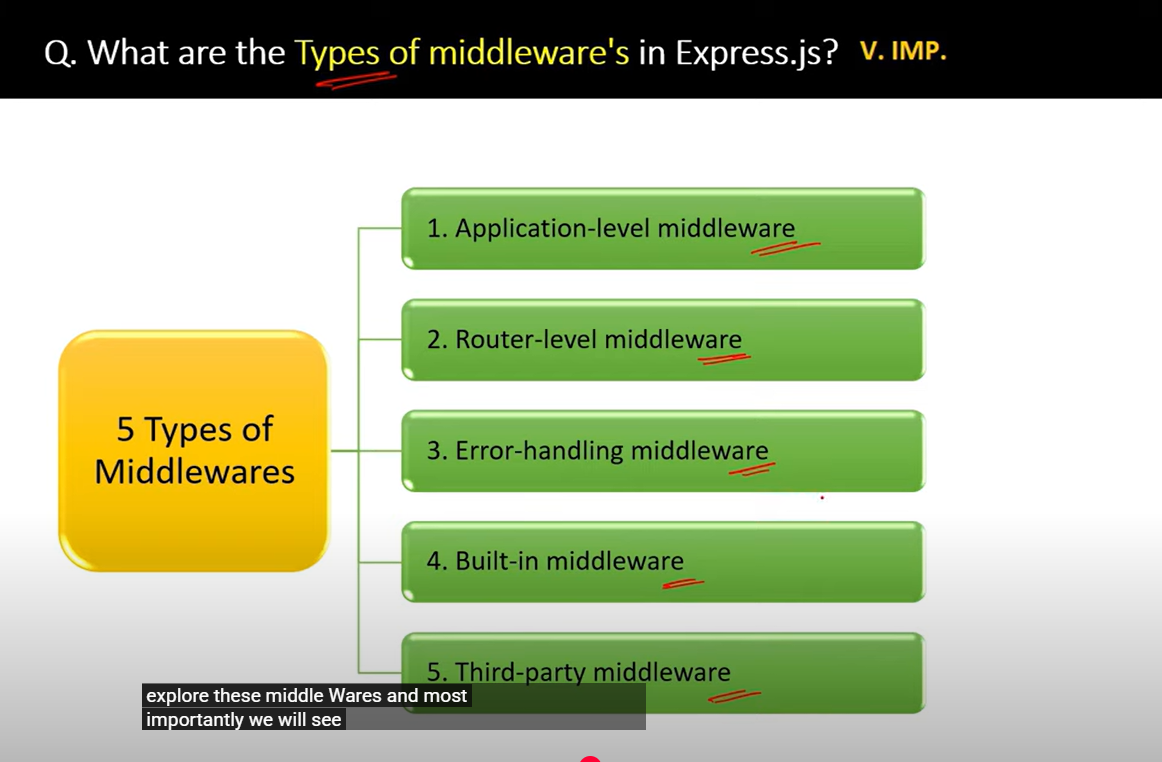 Q. What are the Types of middleware's in Express.js? V. IMP.
1. Application-level middleware
2. Router-level middleware
3. Error-handling middleware
4. Built-in middleware
5. Third-party middleware
5 Types of
Middlewares
explore these middle Wares and most
importantly we will see